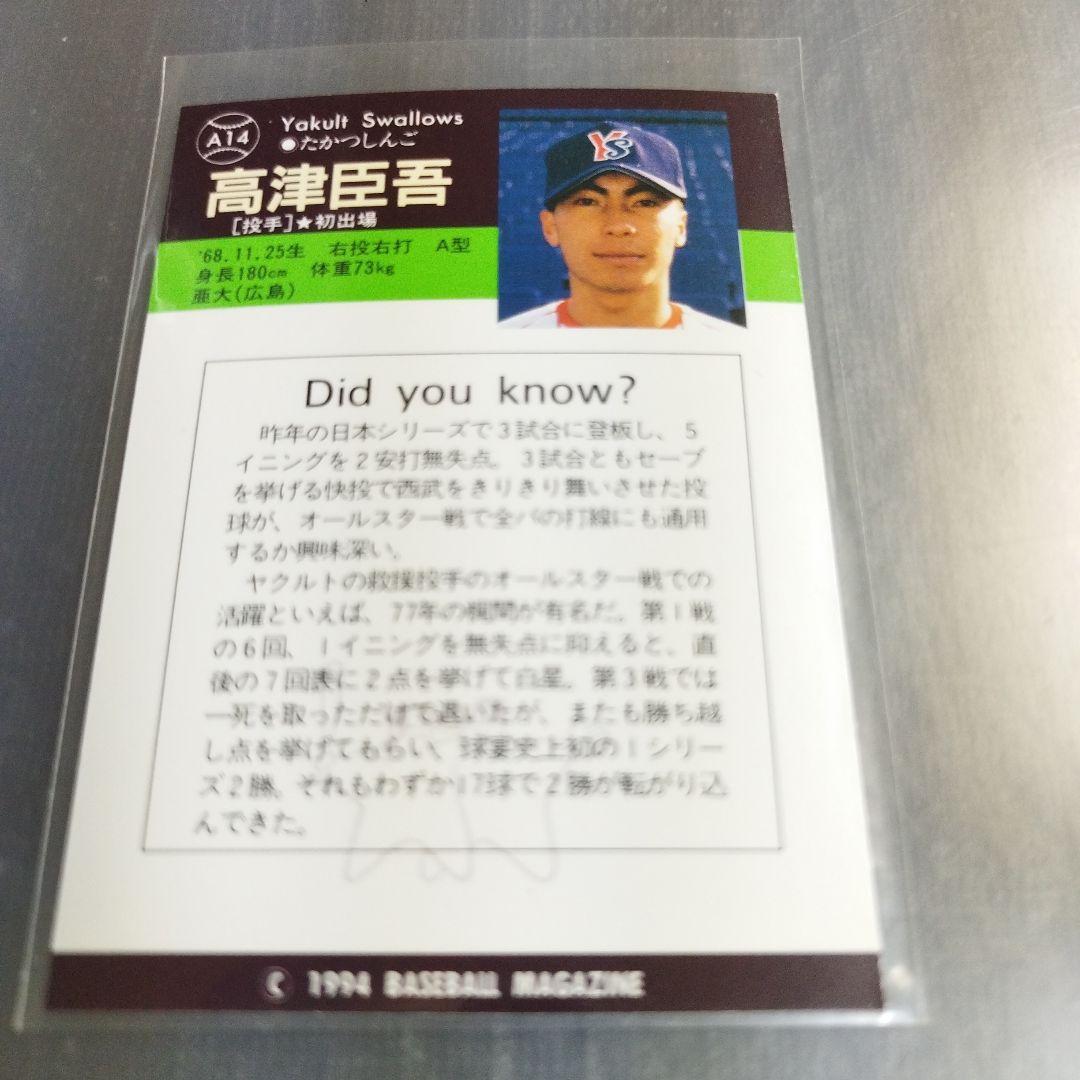 A14
Yakult Swallows
●たかつしんご
高津臣吾
[投手]★初出場
'68.11.25生 右投右打 A型
身長180cm 体重73kg
亜大(広島)
YS
Did you know?
昨年の日本シリーズで3試合に登板し、5
イニングを2安打無失点。3試合ともセーブ
を挙げる快投で西武をきりきり舞いさせた投
球が、オールスター戦で全パの打線にも通用
するか興味深い。
ヤクルトの救援投手のオールスター戦での
活躍といえば、77年の梶間が有名だ。第1戦
の6回、1イニングを無失点に抑えると、直
後の7回表に2点を挙げて白星。第3戦では
一死を取っただけで退いたが、またも勝ち越
し点を挙げてもらい、球宴史上初の1シリー
ズ2勝。それもわずか17球で2勝が転がり込
んできた。
© 1994 BASEBALL MAGAZINE